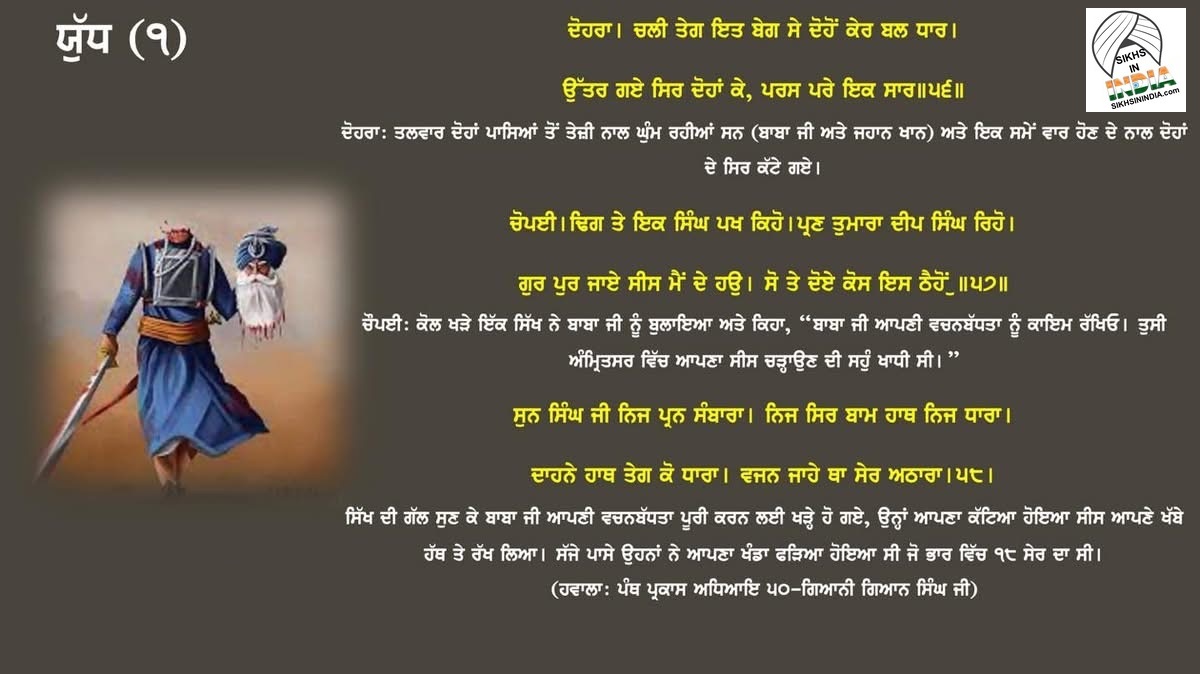 ਯੁੱਧ (੧)
ਦੋਹਰਾ। ਚਲੀ ਤੇਗ ਇਤ ਬੇਗ ਸੇ ਦੋਹੋਂ ਕੇਰ ਬਲ ਧਾਰ।
ਉੱਤਰ ਗਏ ਸਿਰ ਦੋਹਾਂ ਕੇ, ਪਰਸ ਪਰੇ ਇਕ ਸਾਰ॥੫੬॥
ਦੋਹਰਾ: ਤਲਵਾਰ ਦੋਹਾਂ ਪਾਸਿਆਂ ਤੋਂ ਤੇਜ਼ੀ ਨਾਲ ਘੁੰਮ ਰਹੀਆਂ ਸਨ (ਬਾਬਾ ਜੀ ਅਤੇ ਜਹਾਨ ਖਾਨ) ਅਤੇ ਇਕ ਸਮੇਂ ਵਾਰ ਹੋਣ ਦੇ ਨਾਲ ਦੋਹਾਂ
ਦੇ ਸਿਰ ਕੱਟੇ ਗਏ।
ਚੋਪਈ।ਢਿਗ ਤੇ ਇਕ ਸਿੰਘ ਪਖ ਕਿਹੋ।ਪ੍ਰਣ ਤੁਮਾਰਾ ਦੀਪ ਸਿੰਘ ਰਿਹੋ।
ਗੁਰ ਪੁਰ ਜਾਏ ਸੀਸ ਮੈਂ ਦੇ ਹਉ। ਸੋ ਤੇ ਦੋਏ ਕੋਸ ਇਸ ਠੈਹੋਂ ॥੫੭॥
ਚੌਪਈ: ਕੋਲ ਖੜੇ ਇੱਕ ਸਿੱਖ ਨੇ ਬਾਬਾ ਜੀ ਨੂੰ ਬੁਲਾਇਆ ਅਤੇ ਕਿਹਾ, “ਬਾਬਾ ਜੀ ਆਪਣੀ ਵਚਨਬੱਧਤਾ ਨੂੰ ਕਾਇਮ ਰੱਖਿਓ। ਤੁਸੀ
ਅੰਮ੍ਰਿਤਸਰ ਵਿੱਚ ਆਪਣਾ ਸੀਸ ਚੜ੍ਹਾਉਣ ਦੀ ਸਹੁੰ ਖਾਧੀ ਸੀ।”
ਸੁਨ ਸਿੰਘ ਜੀ ਨਿਜ ਪ੍ਰਨ ਸੰਬਾਰਾ। ਨਿਜ ਸਿਰ ਬਾਮ ਹਾਥ ਨਿਜ ਧਾਰਾ।
ਦਾਹਨੇ ਹਾਥ ਤੇਗ ਕੋ ਧਾਰਾ। ਵਜਨ ਜਾਹੇ ਥਾ ਸੇਰ ਅਠਾਰਾ।੫੮।
ਸਿੱਖ ਦੀ ਗੱਲ ਸੁਣ ਕੇ ਬਾਬਾ ਜੀ ਆਪਣੀ ਵਚਨਬੱਧਤਾ ਪੂਰੀ ਕਰਨ ਲਈ ਖੜ੍ਹੇ ਹੋ ਗਏ, ਉਨ੍ਹਾਂ ਆਪਣਾ ਕੱਟਿਆ ਹੋਇਆ ਸੀਸ ਆਪਣੇ ਖੱਬੇ
ਹੱਥ ਤੇ ਰੱਖ ਲਿਆ। ਸੱਜੇ ਪਾਸੇ ਉਹਨਾਂ ਨੇ ਆਪਣਾ ਖੰਡਾ ਫੜਿਆ ਹੋਇਆ ਸੀ ਜੋ ਭਾਰ ਵਿੱਚ ੧੮ ਸੇਰ ਦਾ ਸੀ।
(ਹਵਾਲਾ: ਪੰਥ ਪ੍ਰਕਾਸ ਅਧਿਆਇ ੫੦-ਗਿਆਨੀ ਗਿਆਨ ਸਿੰਘ ਜੀ)
SIKHS
IN
INDIA
SIKHSININDIA.com